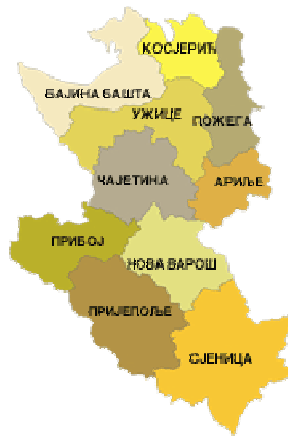 КОСЈЕРИЋ
БАЈИНА БАШТА
УЖИЦЕ
ПОЖЕГА
ЧАЈЕТИНА
АРИЉЕ
ПРИБОЈ
НОВА ВАРОШ
ПРИЈЕПОЉЕ
СЈЕНИЦА